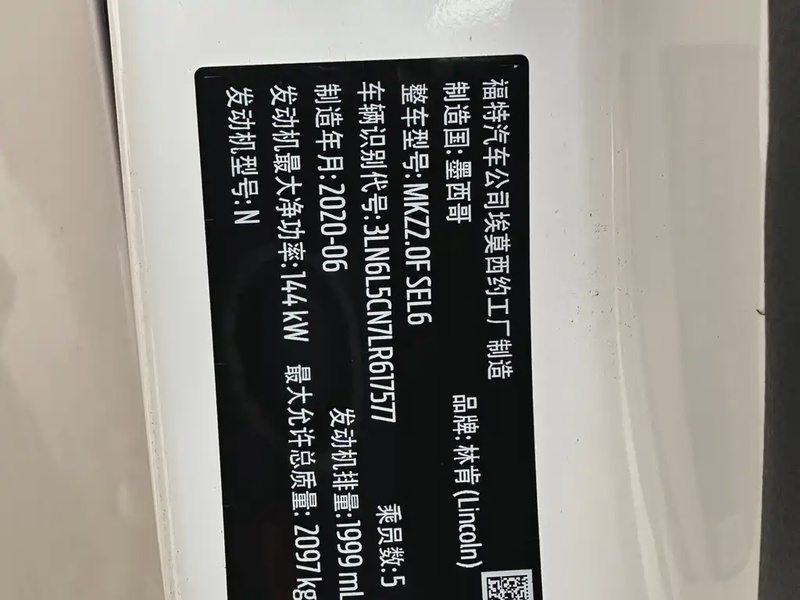 福特汽车公司埃莫西约工厂制造
制造国:墨西哥 品牌:林肯(Lincoln)
整车型号:MKZ2.0F SEL6
车辆识别代号:3LN6L5CN7LR617577 乘员数:5
制造年月:2020-06 发动机排量:1999 mL
发动机最大净功率:144 kW 最大允许总质量:2097 kg
发动机型号:N